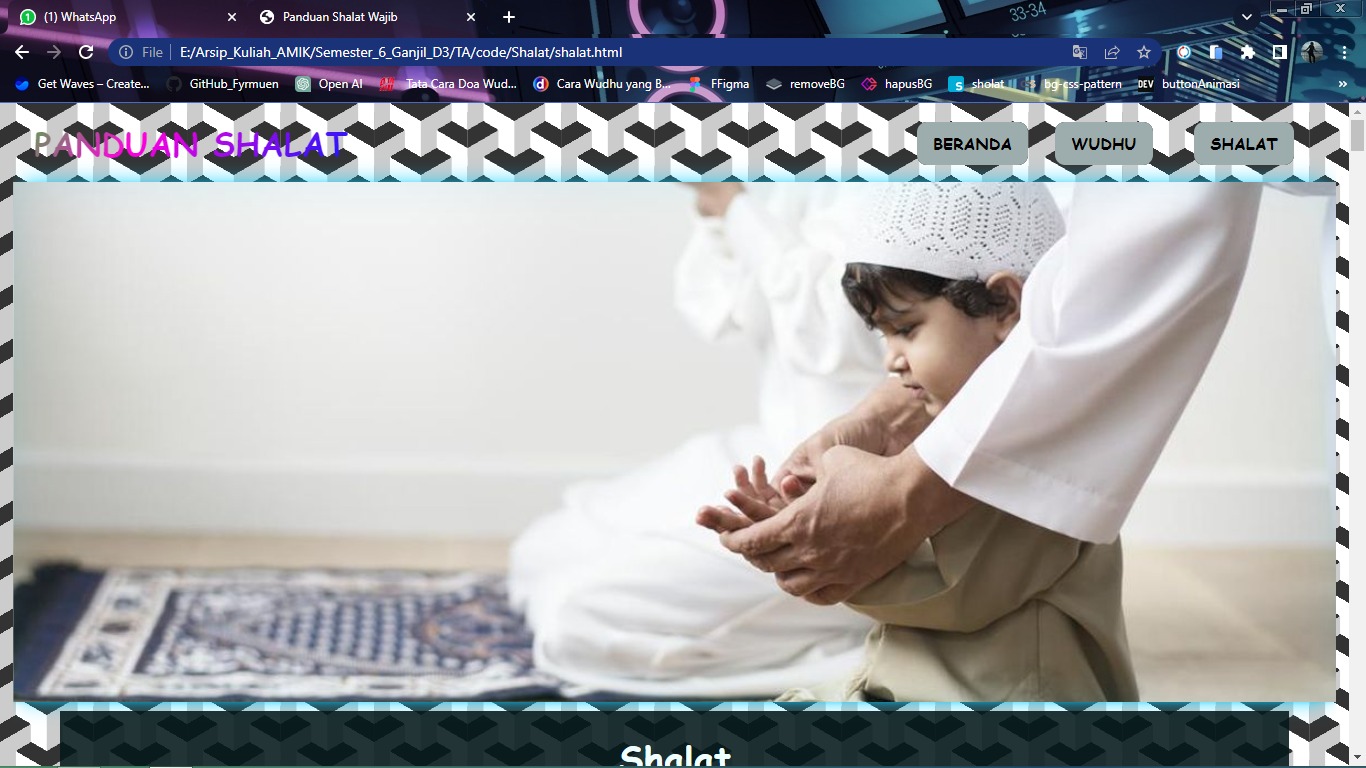 (1) WhatsApp
Panduan Shalat Wajib
33-34
File
E:/Arsip_Kuliah_AMIK/Semester_6_Ganjil_D3/TA/code/Shalat/shalat.html
Get Waves – Create...
GitHub_Fyrmuen
Open AI
Tata Cara Doa Wud...
Cara Wudhu yang B...
FFigma
removeBG
hapusBG
sholat
bg-css-pattern
DEV
buttonAnimasi
PANDUAN SHALAT
BERANDA
WUDHU
SHALAT
Shalat